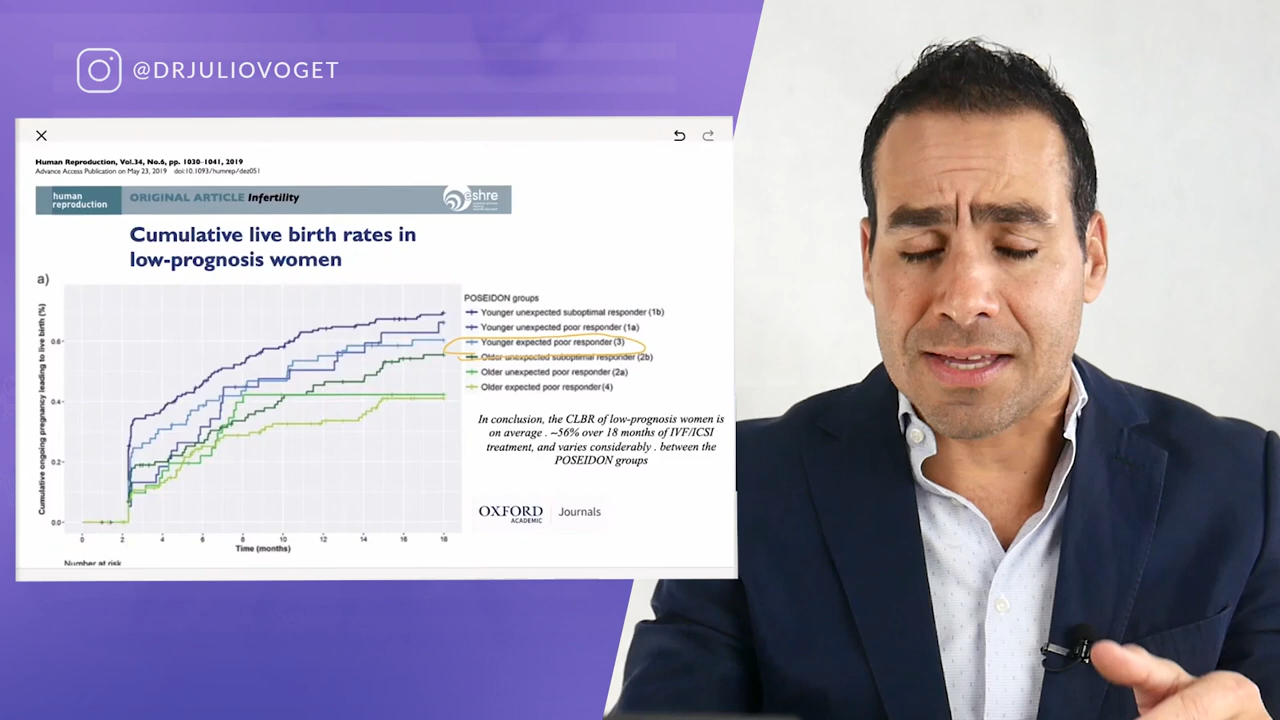 @DRJULIOVOGET
Human Reproduction, Vol.34, No.6, pp. 1030–1041, 2019
Advance Access Publication on May 23, 2019 doi:10.1093/humrep/dez051
human
reproduction
ORIGINAL ARTICLE Infertility
eshre
Cumulative live birth rates in
low-prognosis women
a)
Cumulative ongoing pregnancy leading to live birth (%)
0.6
0.4
0.2
0.0
0 2 4 6 8 10 12 14 16 18
Time (months)
Number at risk
POSEIDON groups
Younger unexpected suboptimal responder (1b)
Younger unexpected poor responder (1a)
Younger expected poor responder (3)
Older unexpected suboptimal responder (2b)
Older unexpected poor responder (2a)
Older expected poor responder (4)
In conclusion, the CLBR of low-prognosis women is
on average . ~56% over 18 months of IVF/ICSI
treatment, and varies considerably . between the
POSEIDON groups
OXFORD
ACADEMIC
Journals